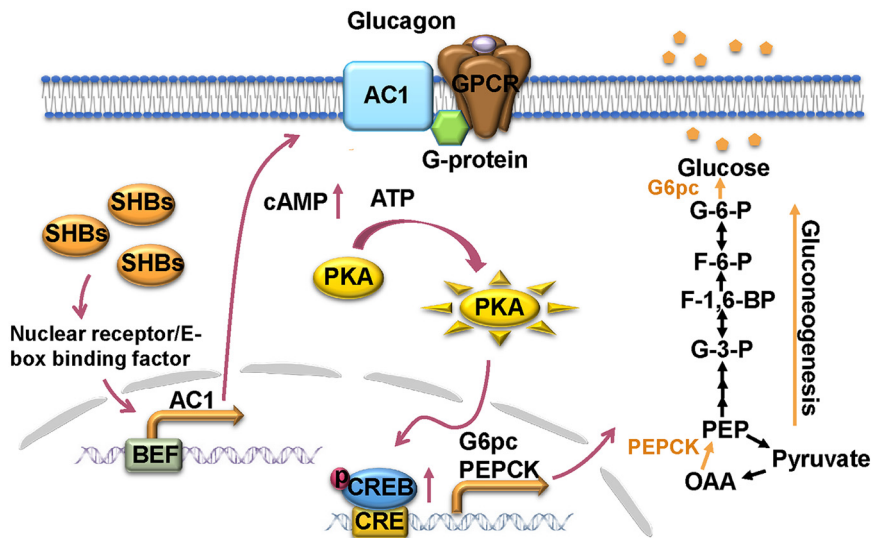 Glucagon
AC1
GPCR
G-protein
cAMP
ATP
SHBs
SHBs
SHBs
PKA
PKA
Nuclear receptor/E-
box binding factor
AC1
BEF
G6pc
PEPCK
p
CREB
CRE
Glucose
G6pc
G-6-P
F-6-P
F-1,6-BP
G-3-P
Gluconeogenesis
PEP
PEPCK
Pyruvate
OAA